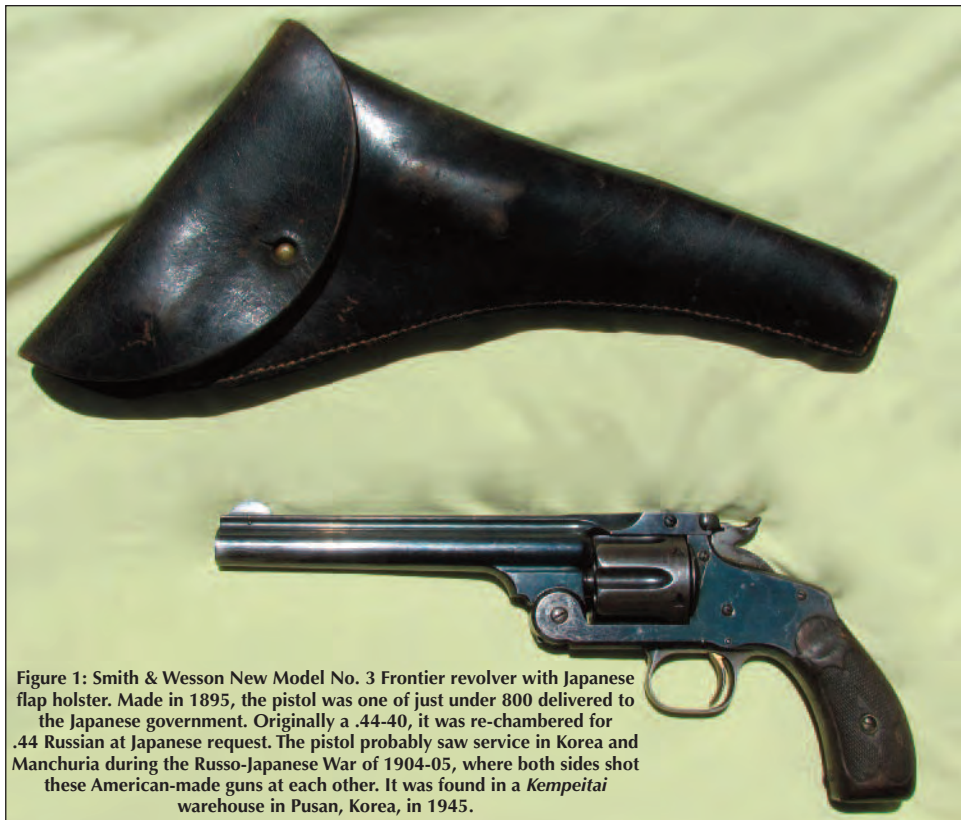 Figure 1: Smith & Wesson New Model No. 3 Frontier revolver with Japanese
flap holster. Made in 1895, the pistol was one of just under 800 delivered to
the Japanese government. Originally a .44-40, it was re-chambered for
.44 Russian at Japanese request. The pistol probably saw service in Korea and
Manchuria during the Russo-Japanese War of 1904-05, where both sides shot
these American-made guns at each other. It was found in a Kempeitai
warehouse in Pusan, Korea, in 1945.